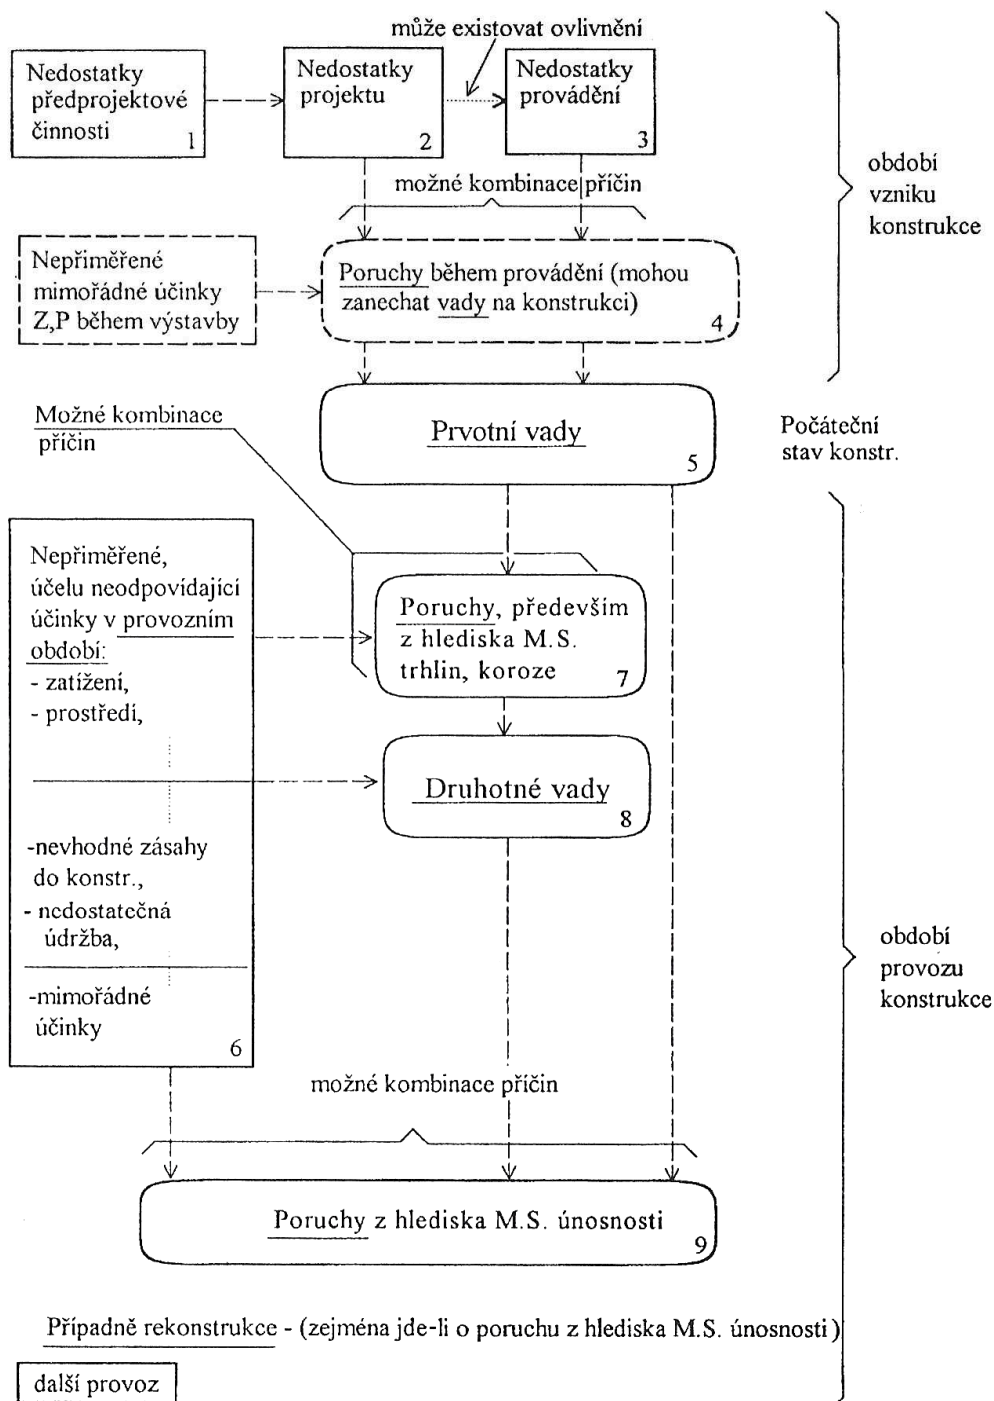 může existovat ovlivnění
Nedostatky
předprojektové
činnosti
1
Nedostatky
projektu
2
Nedostatky
provádění
3
možné kombinace příčin
období
vzniku
konstrukce
Nepřiměřené
mimořádné účinky
Z,P během výstavby
Poruchy během provádění (mohou
zanechat vady na konstrukci)
4
Možné kombinace
příčin
Prvotní vady
5
Počáteční
stav konstr.
Nepřiměřené,
účelu neodpovídající
účinky v provozním
období:
- zatížení,
- prostředí,
-nevhodné zásahy
do konstr.,
- nedostatečná
údržba,
-mimořádné
účinky
6
Poruchy, především
z hlediska M.S.
trhlin, koroze
7
Druhotné vady
8
období
provozu
konstrukce
možné kombinace příčin
Poruchy z hlediska M.S. únosnosti
9
Případně rekonstrukce - (zejména jde-li o poruchu z hlediska M.S. únosnosti)
další provoz